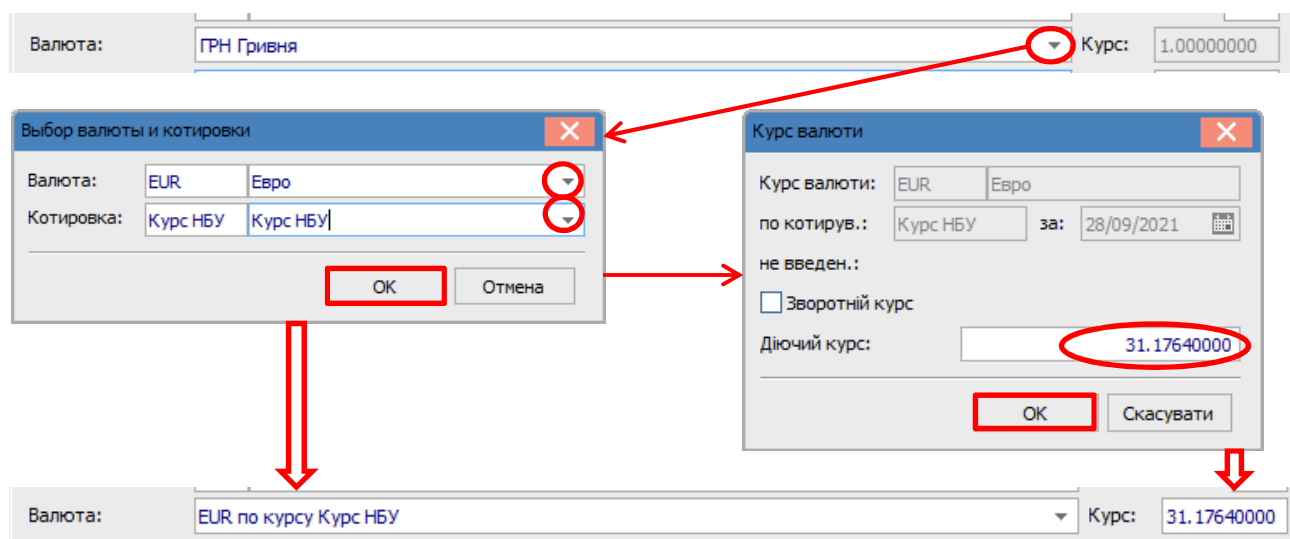 Валюта: ГРН Гривня Курс: 1.00000000
Выбор валюты и котировки
Валюта: EUR Евро
Котировка: Курс НБУ Курс НБУ
OK Отмена
Курс валюти
Курс валюти: EUR Евро
по котирув.: Курс НБУ за: 28/09/2021
не введен.:
Зворотній курс
Діючий курс: 31.17640000
OK Скасувати
Валюта: EUR по курсу Курс НБУ Курс: 31.17640000